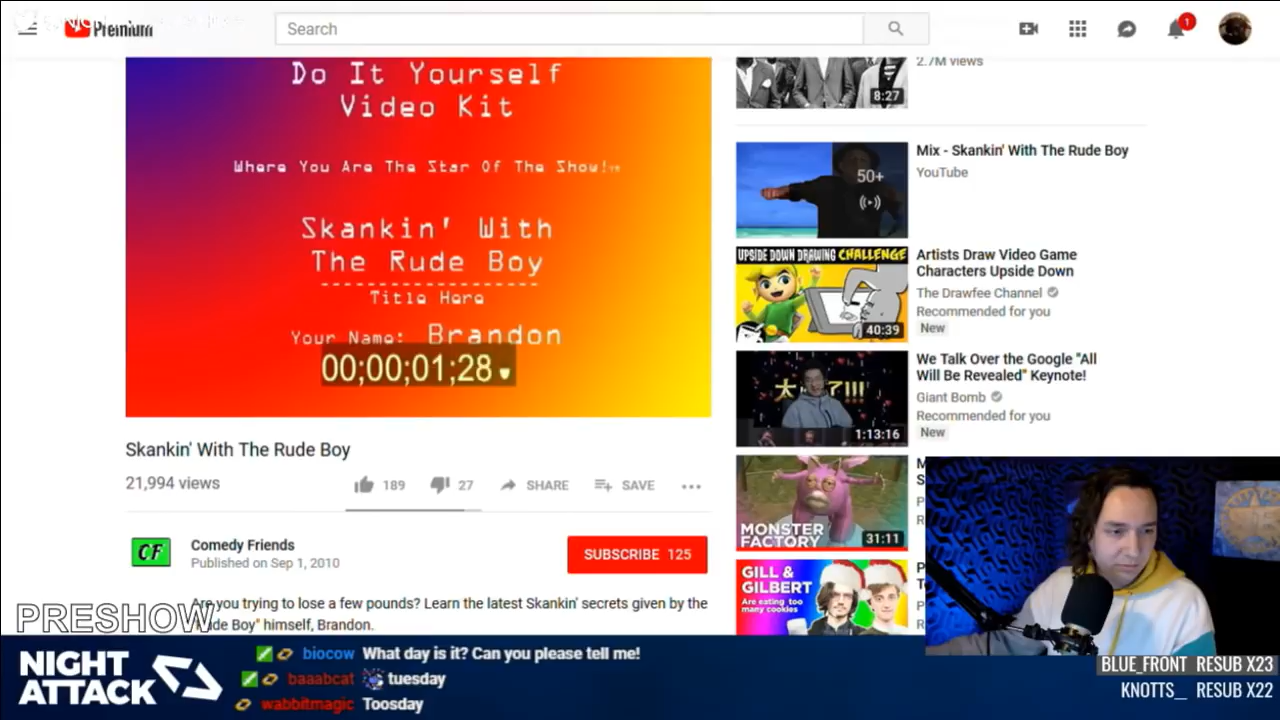 Premium
Search
1
Do It Yourself
Video Kit
Where You Are The Star Of The Show!™
Skankin' With
The Rude Boy
Title Here
Your Name: Brandon
00;00;01;28
Skankin' With The Rude Boy
21,994 views
189
27
SHARE
SAVE
CF
Comedy Friends
Published on Sep 1, 2010
SUBSCRIBE 125
you trying to lose a few pounds? Learn the latest Skankin' secrets given by the
Boy" himself, Brandon.
2.7M views
8:27
50+
Mix - Skankin' With The Rude Boy
YouTube
UPSIDE DOWN DRAWING CHALLENGE
40:39
Artists Draw Video Game
Characters Upside Down
The Drawfee Channel
Recommended for you
New
1:13:16
We Talk Over the Google "All
Will Be Revealed" Keynote!
Giant Bomb
Recommended for you
New
MONSTER
FACTORY
31:11
GILL &
GILBERT
Are eating too
many cookies
PRESHOW
NIGHT
ATTACK
biocow What day is it? Can you please tell me!
baaabcat tuesday
wabbitmagic Toosday
BLUE_FRONT RESUB X23
KNOTTS__ RESUB X22